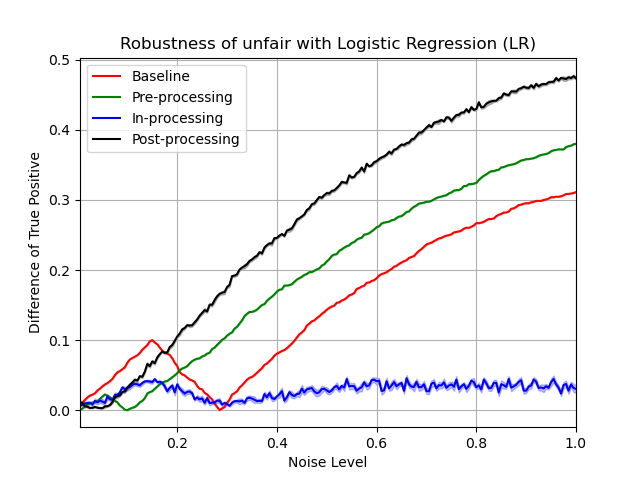 Robustness of unfair with Logistic Regression (LR)
Baseline
Pre-processing
In-processing
Post-processing
Difference of True Positive
0.5
0.4
0.3
0.2
0.1
0.0
0.2 0.4 0.6 0.8 1.0
Noise Level